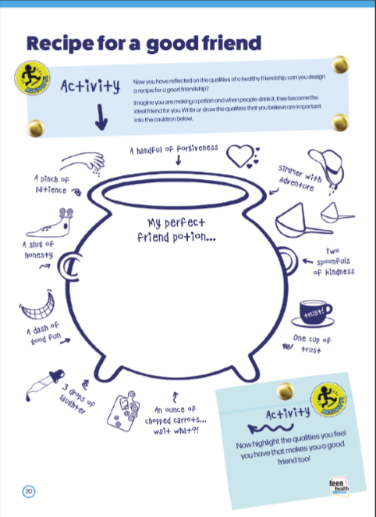 Recipe for a good friend
Activity
Now you have reflected on the qualities of a healthy friendship, can you design
a recipe for a good friendship?
Imagine you are making a potion and when people drink it, they become the
ideal friend for you. Write or draw the qualities that you believe are important
into the cauldron below.
A handful of forgiveness
A pinch of
patience
Simmer with
adventure
My perfect
friend potion...
A slug of
honesty
Two
spoonfuls
of kindness
A dash of
good fun
TRUST!
One cup of
trust
3 drops of
laughter
An ounce of
chopped carrots...
wait what?!
Activity
Now highlight the qualities you feel
you have that makes you a good
friend too!
20
teen
health